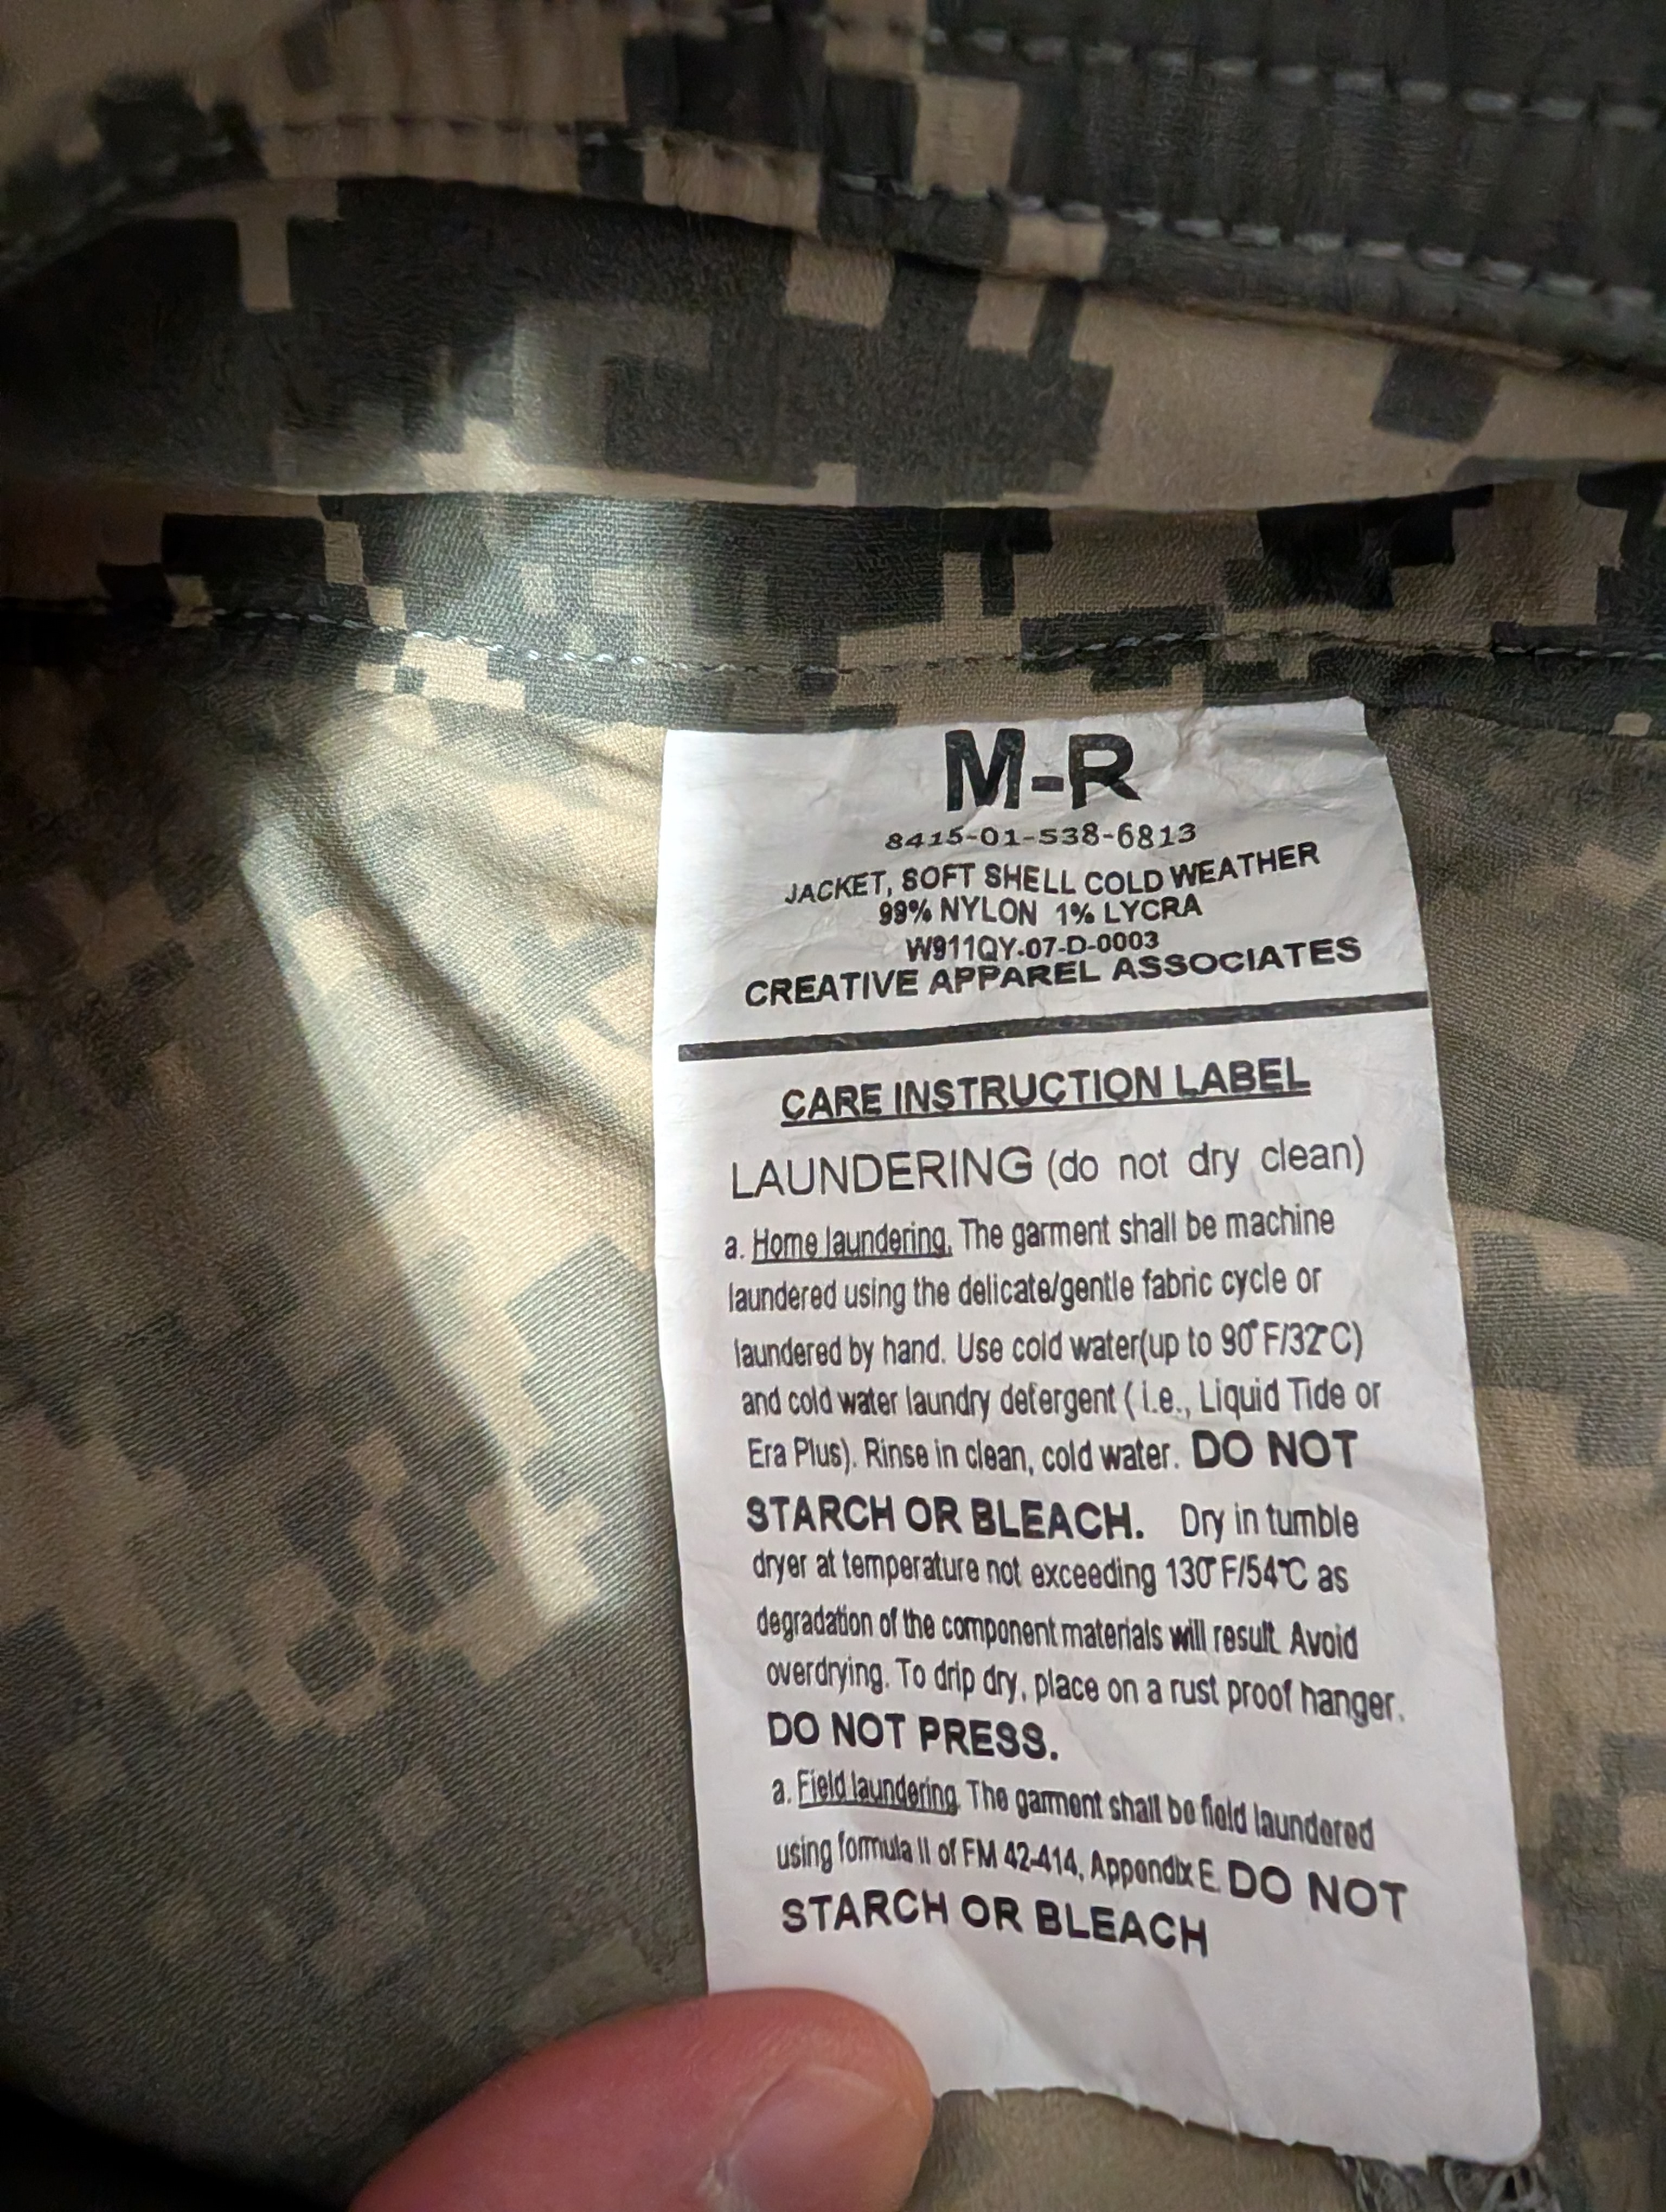 M-R
8415-01-538-6813
JACKET, SOFT SHELL COLD WEATHER
99% NYLON 1% LYCRA
W911QY-07-D-0003
CREATIVE APPAREL ASSOCIATES
CARE INSTRUCTION LABEL
LAUNDERING (do not dry clean)
a. Home laundering. The garment shall be machine
laundered using the delicate/gentle fabric cycle or
laundered by hand. Use cold water(up to 90°F/32°C)
and cold water laundry detergent ( i.e., Liquid Tide or
Era Plus). Rinse in clean, cold water. DO NOT
STARCH OR BLEACH. Dry in tumble
dryer at temperature not exceeding 130°F/54°C as
degradation of the component materials will result. Avoid
overdrying. To drip dry, place on a rust proof hanger.
DO NOT PRESS.
a. Field laundering. The garment shall be field laundered
using formula II of FM 42-414, Appendix E. DO NOT
STARCH OR BLEACH